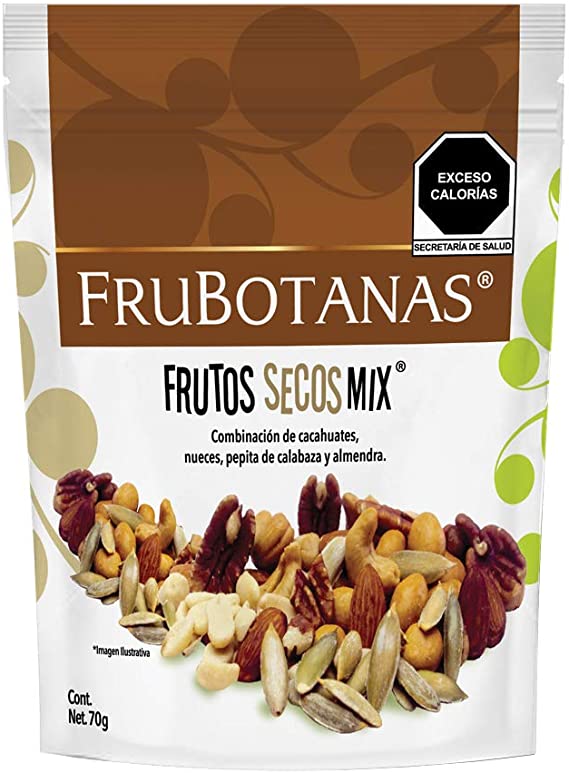 EXCESO
CALORÍAS
SECRETARÍA DE SALUD
FRUBOTANAS®
FRUTOS SECOS MIX®
Combinación de cacahuates,
nueces, pepita de calabaza y almendra.
*Imagen Ilustrativa
Cont.
Net. 70g